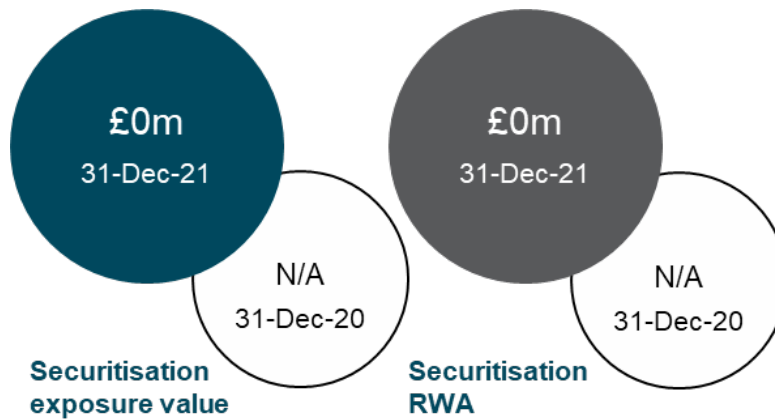 £0m
31-Dec-21
N/A
31-Dec-20
Securitisation
exposure value
£0m
31-Dec-21
N/A
31-Dec-20
Securitisation
RWA